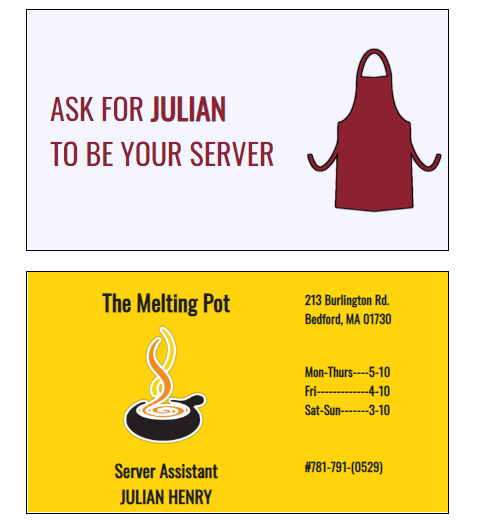 ASK FOR JULIAN
TO BE YOUR SERVER
The Melting Pot
Server Assistant
JULIAN HENRY
213 Burlington Rd.
Bedford, MA 01730
Mon-Thurs----5-10
Fri-------------4-10
Sat-Sun-------3-10
#781-791-(0529)